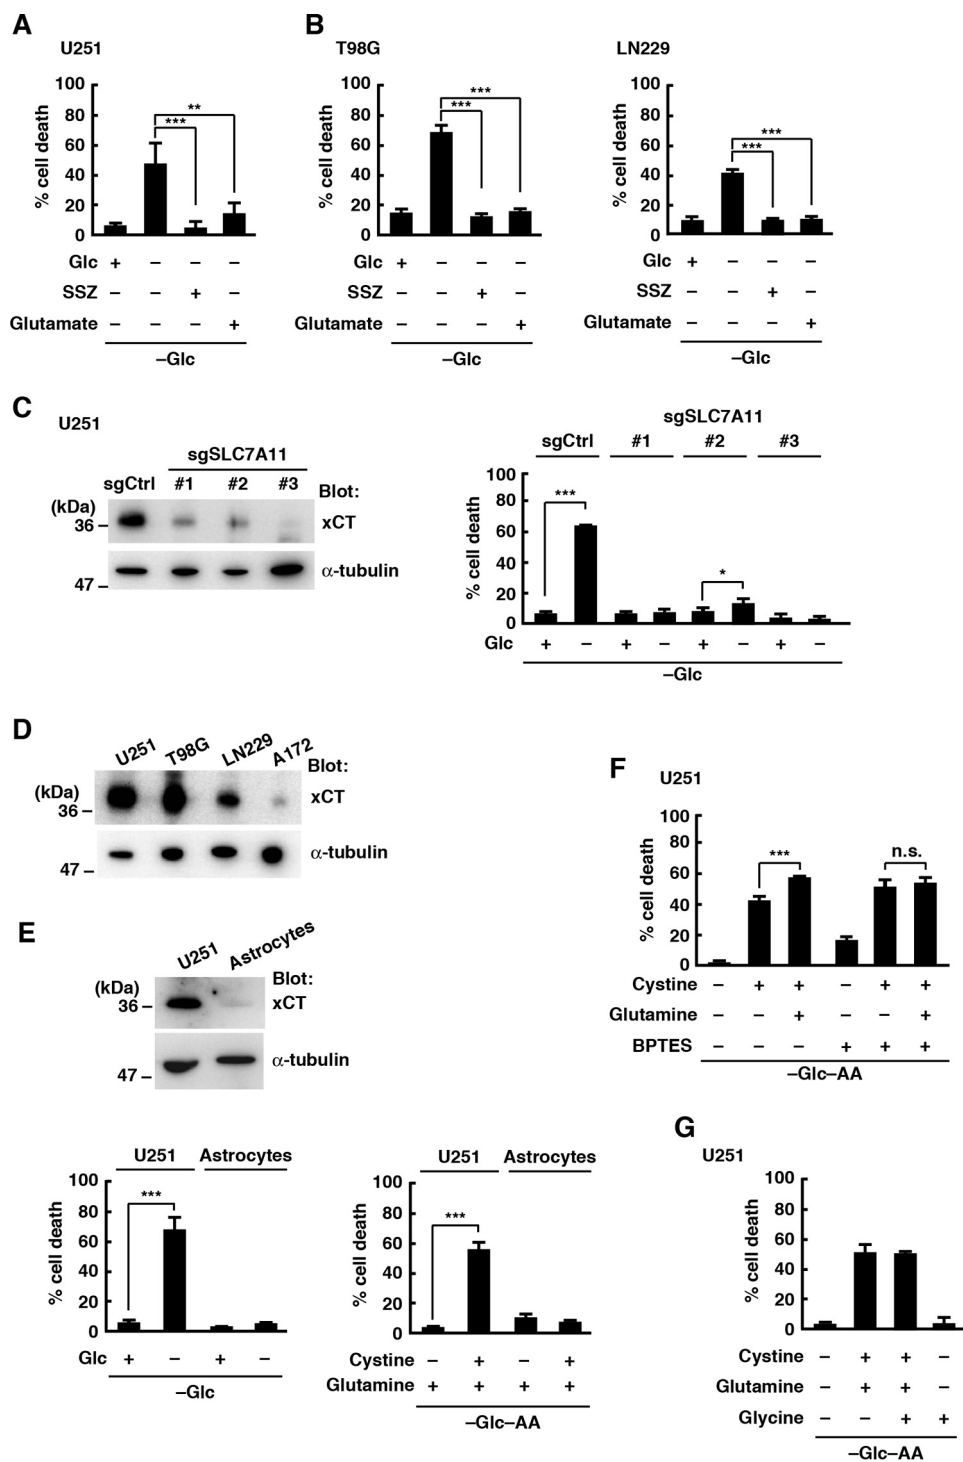 A
U251
% cell death
100
80
60
40
20
0
**
***
Glc + – – –
SSZ – – + –
Glutamate – – – +
–Glc
B
T98G
% cell death
100
80
60
40
20
0
***
***
Glc + – – –
SSZ – – + –
Glutamate – – – +
–Glc
LN229
% cell death
100
80
60
40
20
0
***
***
Glc + – – –
SSZ – – + –
Glutamate – – – +
–Glc
C
U251
sgSLC7A11
sgCtrl #1 #2 #3 Blot:
(kDa)
36 – xCT
47 – α-tubulin
sgSLC7A11
sgCtrl #1 #2 #3
% cell death
100
80
60
40
20
0
***
*
Glc + – + – + – + –
–Glc
D
U251 T98G LN229 A172
Blot:
(kDa)
36 – xCT
47 – α-tubulin
E
U251 Astrocytes
Blot:
(kDa)
36 – xCT
47 – α-tubulin
U251 Astrocytes
% cell death
100
80
60
40
20
0
***
Glc + – + –
–Glc
U251 Astrocytes
% cell death
100
80
60
40
20
0
***
Cystine – + – +
Glutamine + + + +
–Glc–AA
F
U251
% cell death
100
80
60
40
20
0
***
n.s.
Cystine – + + – + +
Glutamine – – + – – +
BPTES – – – + + +
–Glc–AA
G
U251
% cell death
100
80
60
40
20
0
Cystine – + + –
Glutamine – + + –
Glycine – – + +
–Glc–AA